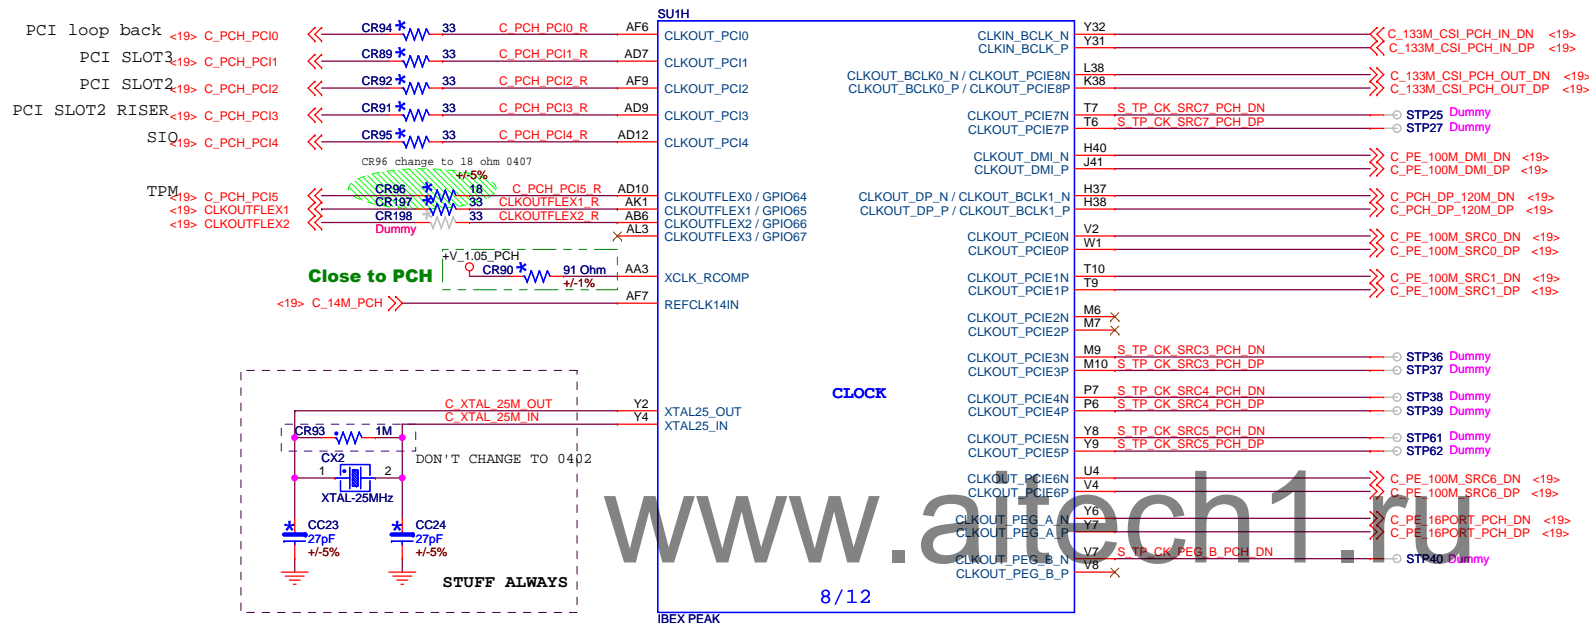 SU1H
PCI loop back <19> C_PCH_PCI0 CR94 * 33 C_PCH_PCI0_R AF6 CLKOUT_PCI0
PCI SLOT3 <19> C_PCH_PCI1 CR89 * 33 C_PCH_PCI1_R AD7 CLKOUT_PCI1
PCI SLOT2 <19> C_PCH_PCI2 CR92 * 33 C_PCH_PCI2_R AF9 CLKOUT_PCI2
PCI SLOT2 RISER <19> C_PCH_PCI3 CR91 * 33 C_PCH_PCI3_R AD9 CLKOUT_PCI3
SIO <19> C_PCH_PCI4 CR95 * 33 C_PCH_PCI4_R AD12 CLKOUT_PCI4
CR96 change to 18 ohm 0407
+/-5%
TPM <19> C_PCH_PCI5 CR96 * 18 C_PCH_PCI5_R AD10 CLKOUTFLEX0 / GPIO64
<19> CLKOUTFLEX1 CR197 * 33 CLKOUTFLEX1_R AK1 CLKOUTFLEX1 / GPIO65
<19> CLKOUTFLEX2 CR198 33 CLKOUTFLEX2_R AB6 CLKOUTFLEX2 / GPIO66
Dummy
AL3 CLKOUTFLEX3 / GPIO67
+V_1.05_PCH
Close to PCH CR90 * 91 Ohm AA3 XCLK_RCOMP
+/-1%
<19> C_14M_PCH AF7 REFCLK14IN
C_XTAL_25M_OUT Y2 XTAL25_OUT
C_XTAL_25M_IN Y4 XTAL25_IN
CR93 * 1M
DON'T CHANGE TO 0402
CX2
1 2
XTAL-25MHz
* CC23 * CC24
27pF 27pF
+/-5% +/-5%
STUFF ALWAYS
CLOCK
8/12
IBEX PEAK
CLKIN_BCLK_N Y32 C_133M_CSI_PCH_IN_DN <19>
CLKIN_BCLK_P Y31 C_133M_CSI_PCH_IN_DP <19>
CLKOUT_BCLK0_N / CLKOUT_PCIE8N L38 C_133M_CSI_PCH_OUT_DN <19>
CLKOUT_BCLK0_P / CLKOUT_PCIE8P K38 C_133M_CSI_PCH_OUT_DP <19>
CLKOUT_PCIE7N T7 S_TP_CK_SRC7_PCH_DN STP25 Dummy
CLKOUT_PCIE7P T6 S_TP_CK_SRC7_PCH_DP STP27 Dummy
CLKOUT_DMI_N H40 C_PE_100M_DMI_DN <19>
CLKOUT_DMI_P J41 C_PE_100M_DMI_DP <19>
CLKOUT_DP_N / CLKOUT_BCLK1_N H37 C_PCH_DP_120M_DN <19>
CLKOUT_DP_P / CLKOUT_BCLK1_P H38 C_PCH_DP_120M_DP <19>
CLKOUT_PCIE0N V2 C_PE_100M_SRC0_DN <19>
CLKOUT_PCIE0P W1 C_PE_100M_SRC0_DP <19>
CLKOUT_PCIE1N T10 C_PE_100M_SRC1_DN <19>
CLKOUT_PCIE1P T9 C_PE_100M_SRC1_DP <19>
CLKOUT_PCIE2N M6
CLKOUT_PCIE2P M7
CLKOUT_PCIE3N M9 S_TP_CK_SRC3_PCH_DN STP36 Dummy
CLKOUT_PCIE3P M10 S_TP_CK_SRC3_PCH_DP STP37 Dummy
CLKOUT_PCIE4N P7 S_TP_CK_SRC4_PCH_DN STP38 Dummy
CLKOUT_PCIE4P P6 S_TP_CK_SRC4_PCH_DP STP39 Dummy
CLKOUT_PCIE5N Y8 S_TP_CK_SRC5_PCH_DN STP61 Dummy
CLKOUT_PCIE5P Y9 S_TP_CK_SRC5_PCH_DP STP62 Dummy
CLKOUT_PCIE6N U4 C_PE_100M_SRC6_DN <19>
CLKOUT_PCIE6P V4 C_PE_100M_SRC6_DP <19>
CLKOUT_PEG_A_N Y6 C_PE_16PORT_PCH_DN <19>
CLKOUT_PEG_A_P Y7 C_PE_16PORT_PCH_DP <19>
CLKOUT_PEG_B_N V7 S_TP_CK_PEG_B_PCH_DN STP40 Dummy
CLKOUT_PEG_B_P V8
www.aitech1.ru